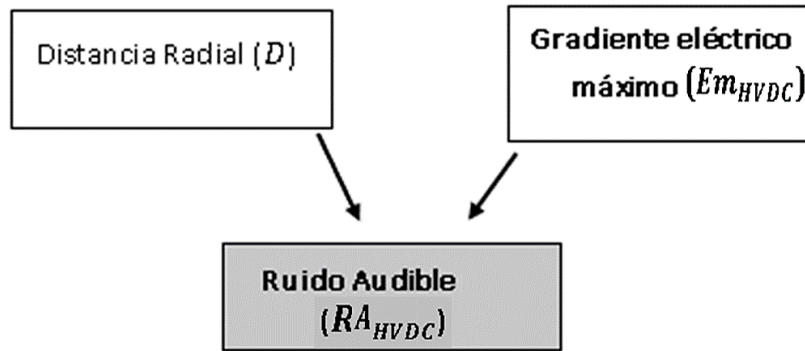 Distancia Radial (D)
Gradiente eléctrico
máximo (Em_HVDC)
Ruido Audible
(RA_HVDC)